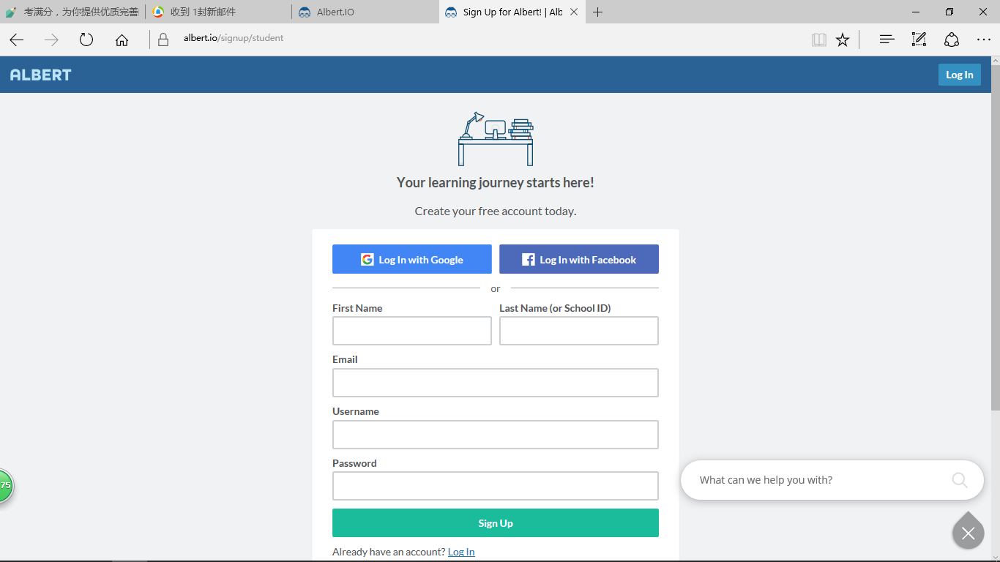 考满分，为你提供优质完善
收到 1封新邮件
Albert.IO
Sign Up for Albert! | Alb
albert.io/signup/student
ALBERT
Log In
Your learning journey starts here!
Create your free account today.
Log In with Google
Log In with Facebook
or
First Name
Last Name (or School ID)
Email
Username
Password
75
What can we help you with?
Sign Up
Already have an account? Log In